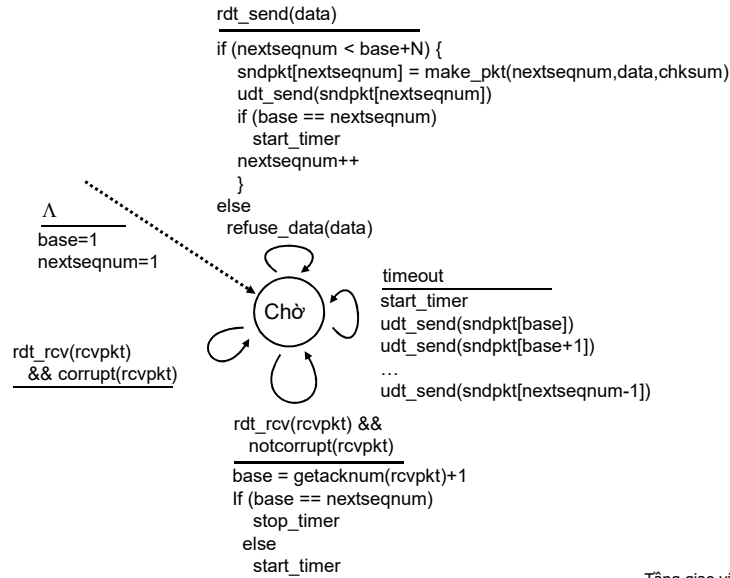 rdt_send(data)
if (nextseqnum < base+N) {
sndpkt[nextseqnum] = make_pkt(nextseqnum,data,chksum)
udt_send(sndpkt[nextseqnum])
if (base == nextseqnum)
start_timer
nextseqnum++
}
else
refuse_data(data)
Λ
base=1
nextseqnum=1
Chờ
timeout
start_timer
udt_send(sndpkt[base])
udt_send(sndpkt[base+1])
…
udt_send(sndpkt[nextseqnum-1])
rdt_rcv(rcvpkt)
&& corrupt(rcvpkt)
rdt_rcv(rcvpkt) &&
notcorrupt(rcvpkt)
base = getacknum(rcvpkt)+1
If (base == nextseqnum)
stop_timer
else
start_timer
Tầng giao